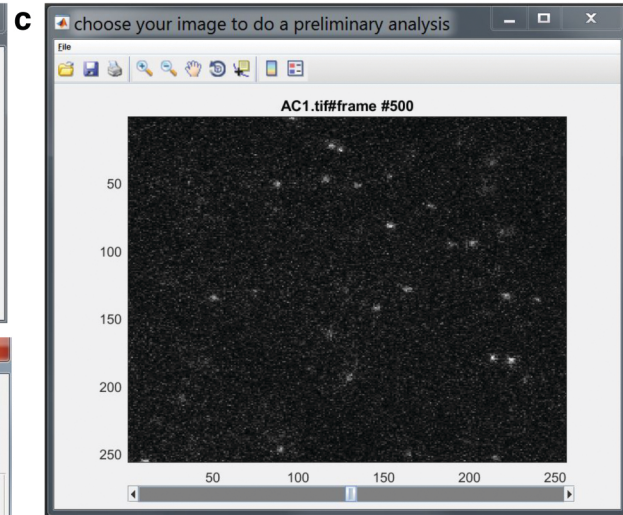 C
choose your image to do a preliminary analysis
File
AC1.tif#frame #500
50
100
150
200
250
50 100 150 200 250